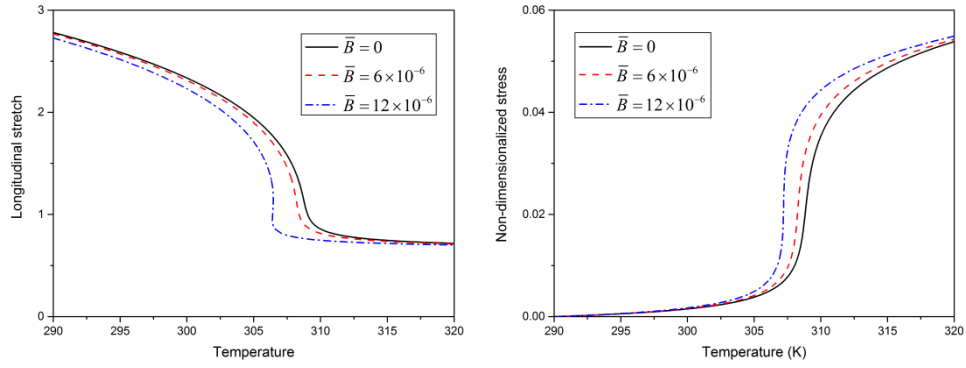 3
2
1
0
290
295
300
305
310
315
320
Temperature
Longitudinal stretch
B̅ = 0
B̅ = 6×10⁻⁶
B̅ = 12×10⁻⁶
0.06
0.04
0.02
0.00
290
295
300
305
310
315
320
Temperature (K)
Non-dimensionalized stress
B̅ = 0
B̅ = 6×10⁻⁶
B̅ = 12×10⁻⁶